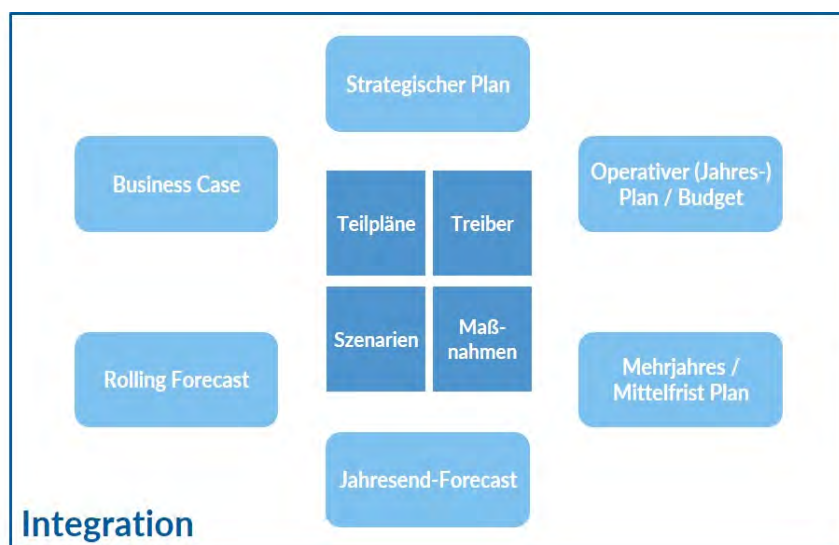 Strategischer Plan
Business Case
Operativer (Jahres-)
Plan / Budget
Teilpläne
Treiber
Szenarien
Maß-
nahmen
Rolling Forecast
Mehrjahres /
Mittelfrist Plan
Jahresend-Forecast
Integration